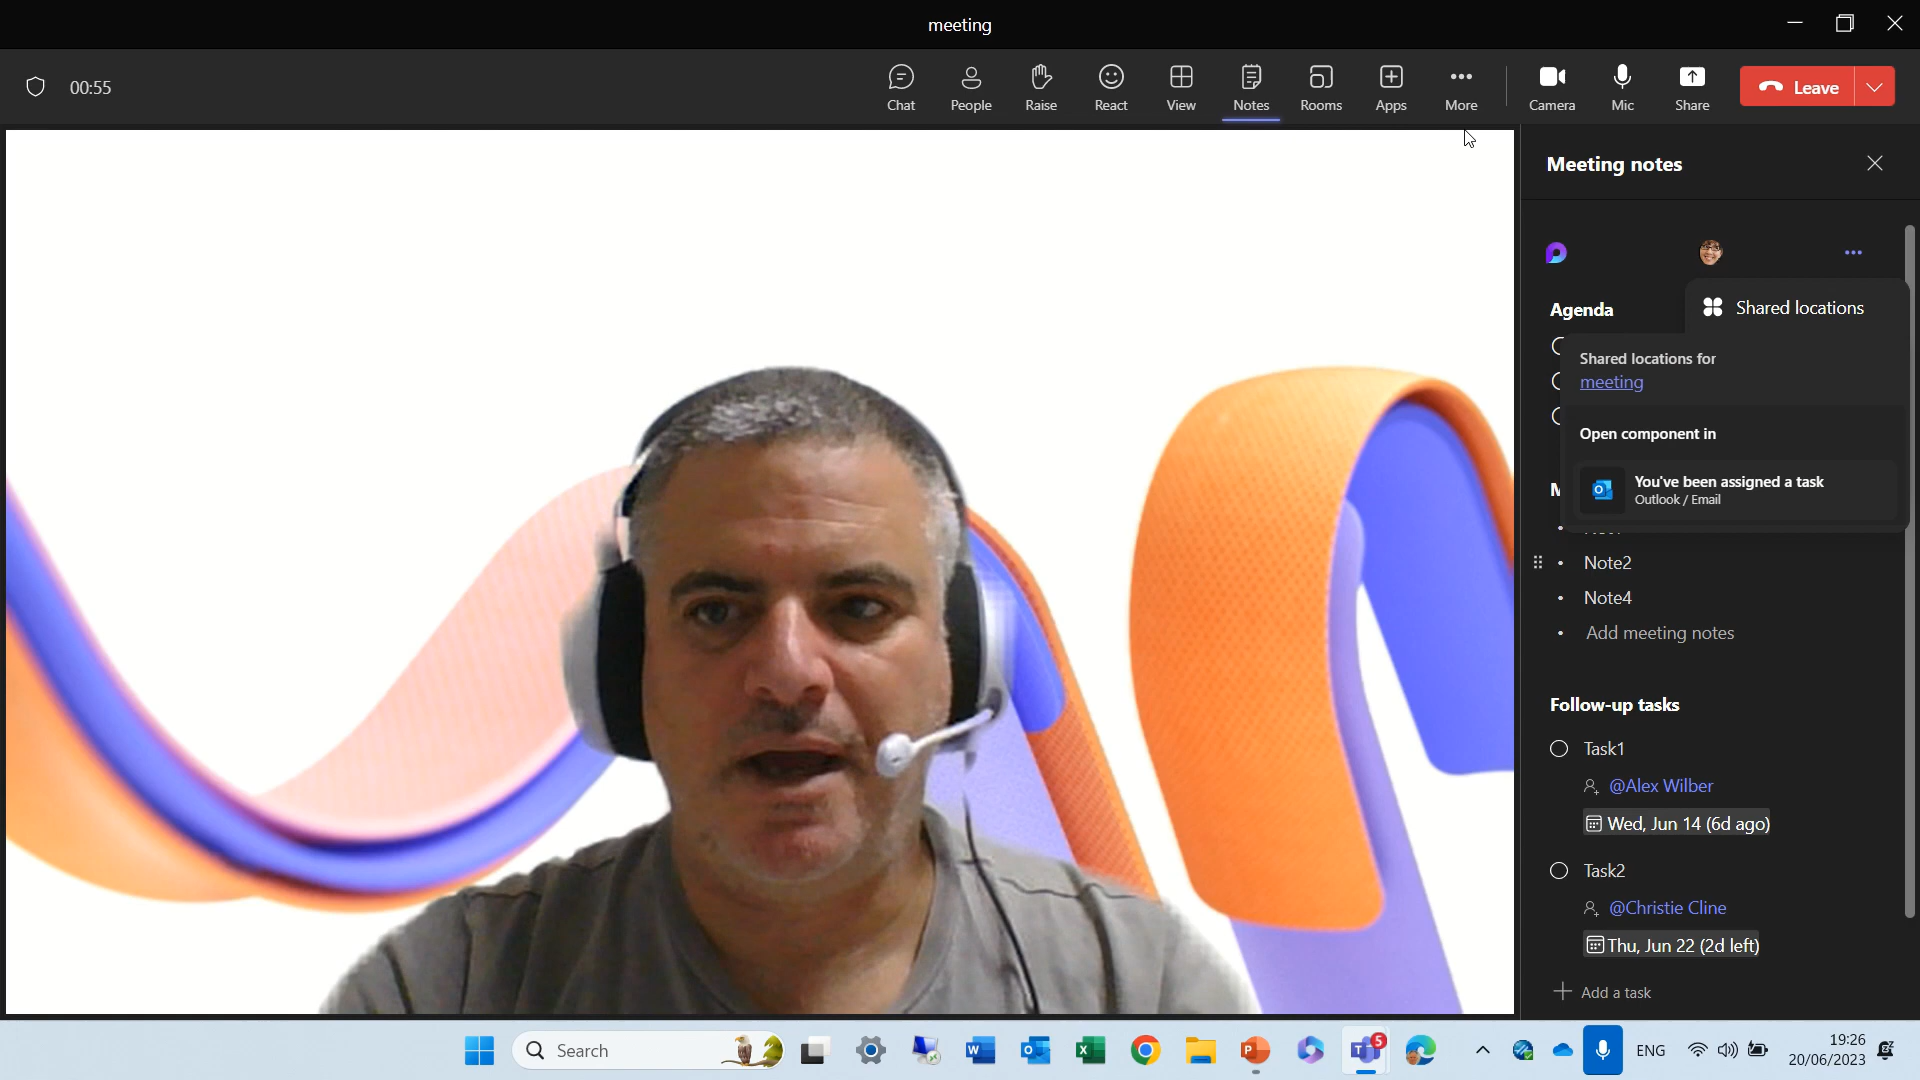 meeting
00:55
Chat
People
Raise
React
View
Notes
Rooms
Apps
More
Camera
Mic
Share
Leave
Meeting notes
Agenda
Shared locations
Shared locations for
meeting
Open component in
You've been assigned a task
Outlook / Email
Note2
Note4
Add meeting notes
Follow-up tasks
Task1
@Alex Wilber
Wed, Jun 14 (6d ago)
Task2
@Christie Cline
Thu, Jun 22 (2d left)
Add a task
Search
5
ENG
19:26
20/06/2023